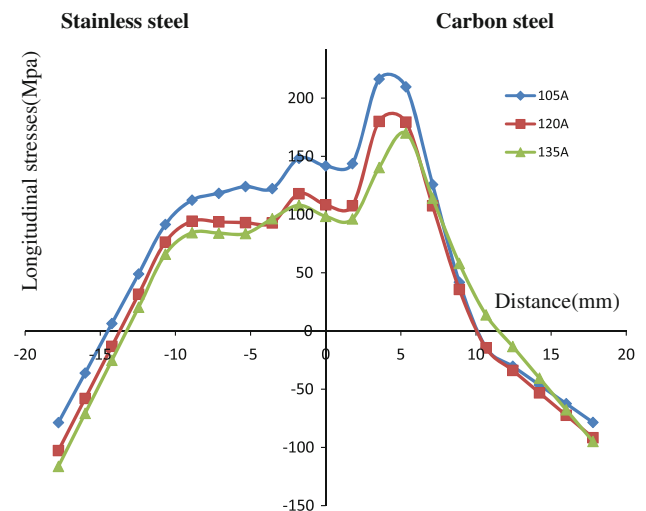 Stainless steel Carbon steel
Longitudinal stresses(Mpa)
200
150
100
50
0
-50
-100
-150
-20 -15 -10 -5 0 5 10 15 20
Distance(mm)
105A
120A
135A